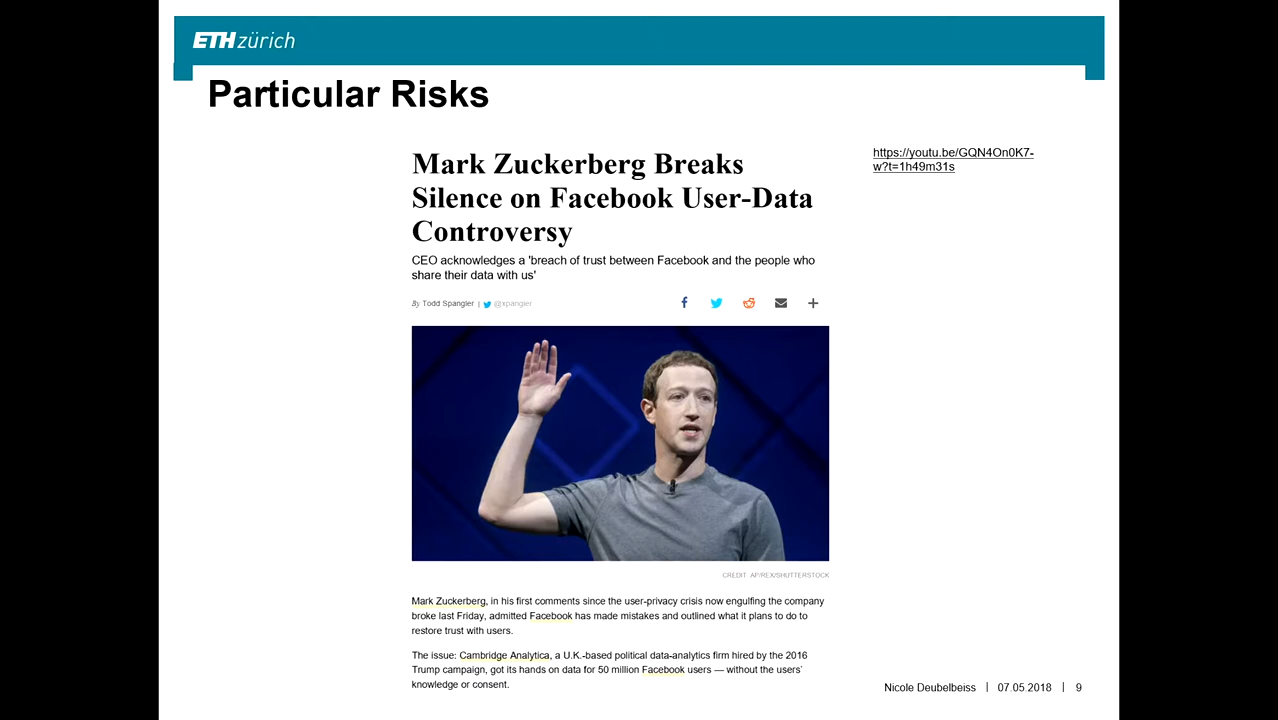 ETH zürich
Particular Risks
Mark Zuckerberg Breaks
Silence on Facebook User-Data
Controversy
CEO acknowledges a 'breach of trust between Facebook and the people who
share their data with us'
By Todd Spangler | @xpangler
https://youtu.be/GQN4On0K7-
w?t=1h49m31s
CREDIT AP/REX/SHUTTERSTOCK
Mark Zuckerberg, in his first comments since the user-privacy crisis now engulfing the company
broke last Friday, admitted Facebook has made mistakes and outlined what it plans to do to
restore trust with users.
The issue: Cambridge Analytica, a U.K.-based political data-analytics firm hired by the 2016
Trump campaign, got its hands on data for 50 million Facebook users — without the users'
knowledge or consent.
Nicole Deubelbeiss | 07.05.2018 | 9